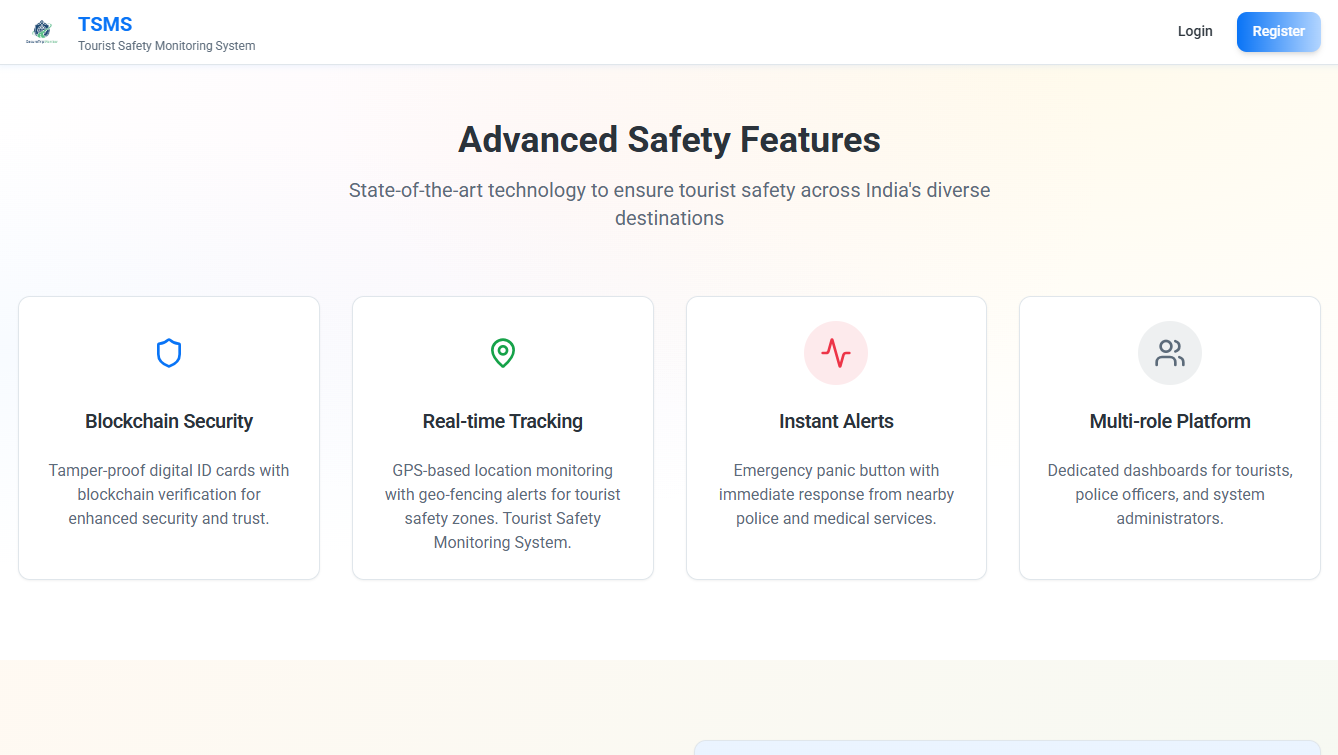 TSMS
Tourist Safety Monitoring System
Login
Register
Advanced Safety Features
State-of-the-art technology to ensure tourist safety across India's diverse
destinations
Blockchain Security
Tamper-proof digital ID cards with
blockchain verification for
enhanced security and trust.
Real-time Tracking
GPS-based location monitoring
with geo-fencing alerts for tourist
safety zones. Tourist Safety
Monitoring System.
Instant Alerts
Emergency panic button with
immediate response from nearby
police and medical services.
Multi-role Platform
Dedicated dashboards for tourists,
police officers, and system
administrators.